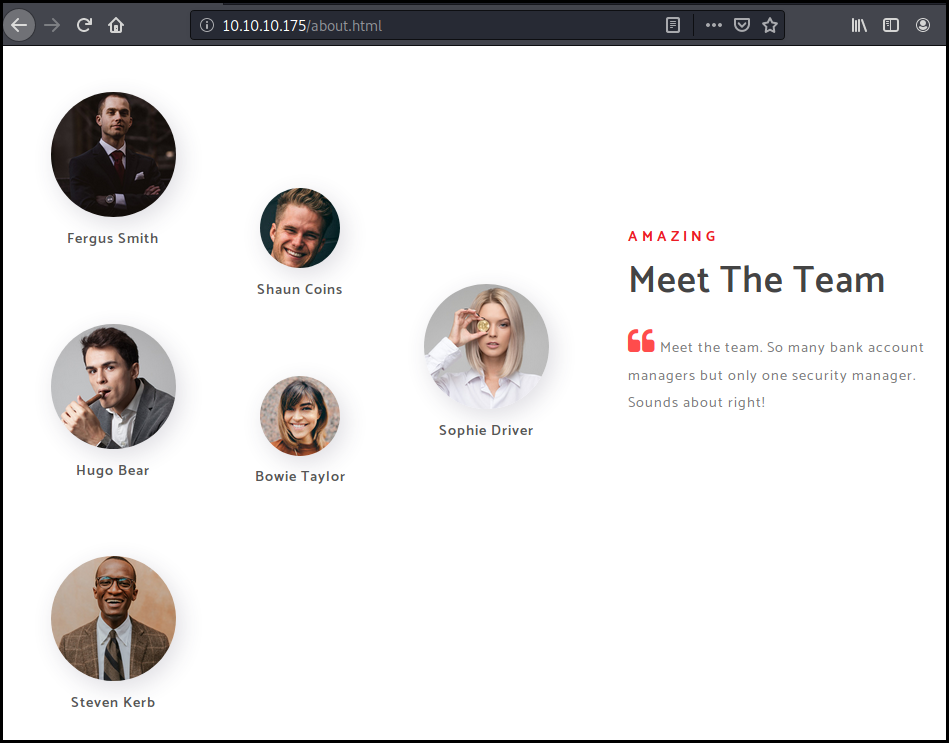 10.10.10.175/about.html
Fergus Smith
Shaun Coins
Hugo Bear
Bowie Taylor
Sophie Driver
Steven Kerb
AMAZING
Meet The Team
Meet the team. So many bank account
managers but only one security manager.
Sounds about right!